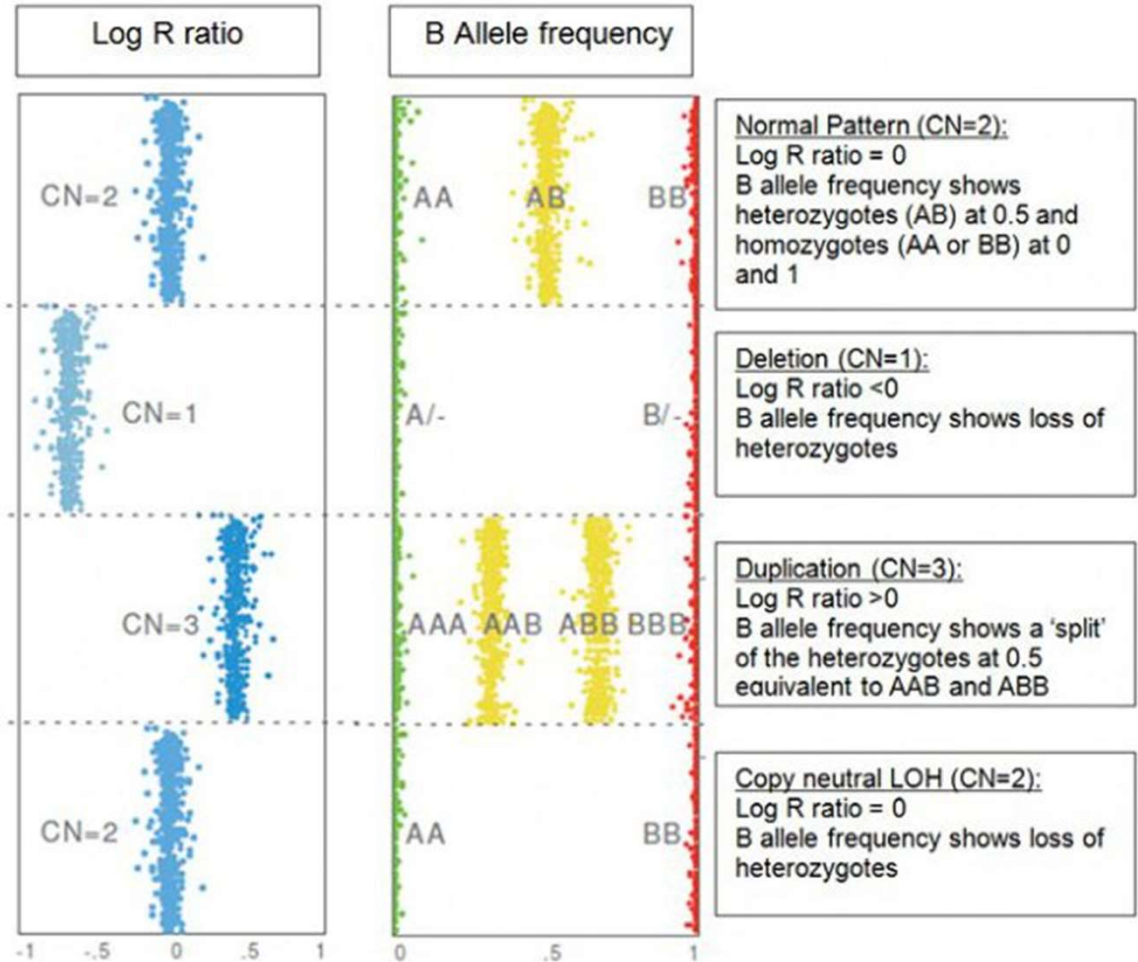 Log R ratio
B Allele frequency
CN=2
AA
AB
BB
Normal Pattern (CN=2):
Log R ratio = 0
B allele frequency shows
heterozygotes (AB) at 0.5 and
homozygotes (AA or BB) at 0
and 1
CN=1
A/-
B/-
Deletion (CN=1):
Log R ratio <0
B allele frequency shows loss of
heterozygotes
CN=3
AAA
AAB
ABB
BBB
Duplication (CN=3):
Log R ratio >0
B allele frequency shows a ‘split’
of the heterozygotes at 0.5
equivalent to AAB and ABB
CN=2
AA
BB
Copy neutral LOH (CN=2):
Log R ratio = 0
B allele frequency shows loss of
heterozygotes
-1 -.5 0 .5 1
0 .5 1